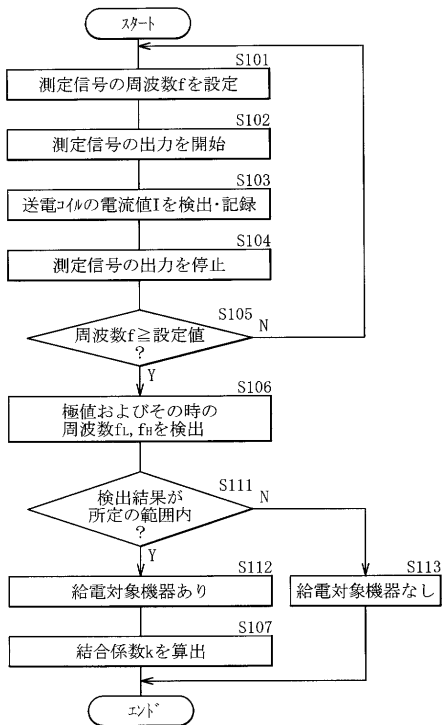 スタート
S101
測定信号の周波数fを設定
S102
測定信号の出力を開始
S103
送電コイルの電流値Iを検出・記録
S104
測定信号の出力を停止
S105
周波数f≧設定値
?
N
Y
S106
極値およびその時の
周波数fL,fHを検出
S111
検出結果が
所定の範囲内
?
N
Y
S112
給電対象機器あり
S113
給電対象機器なし
S107
結合係数kを算出
エンド